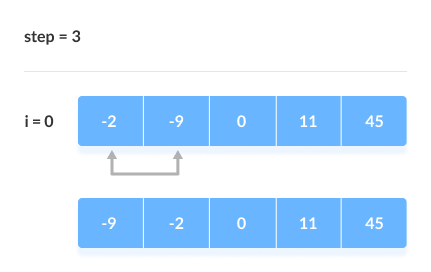 step = 3
i = 0 -2 -9 0 11 45
-9 -2 0 11 45